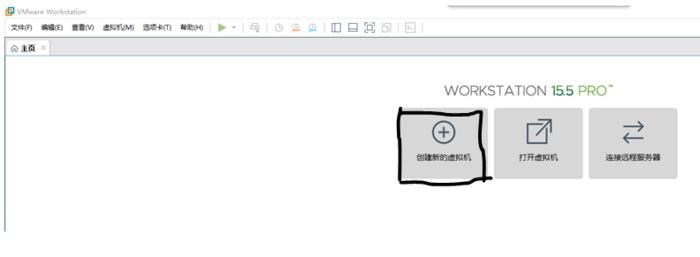 VMware Workstation
文件(F) 编辑(E) 查看(V) 虚拟机(M) 选项卡(T) 帮助(H)
主页
WORKSTATION 15.5 PRO™
创建新的虚拟机 打开虚拟机 连接远程服务器